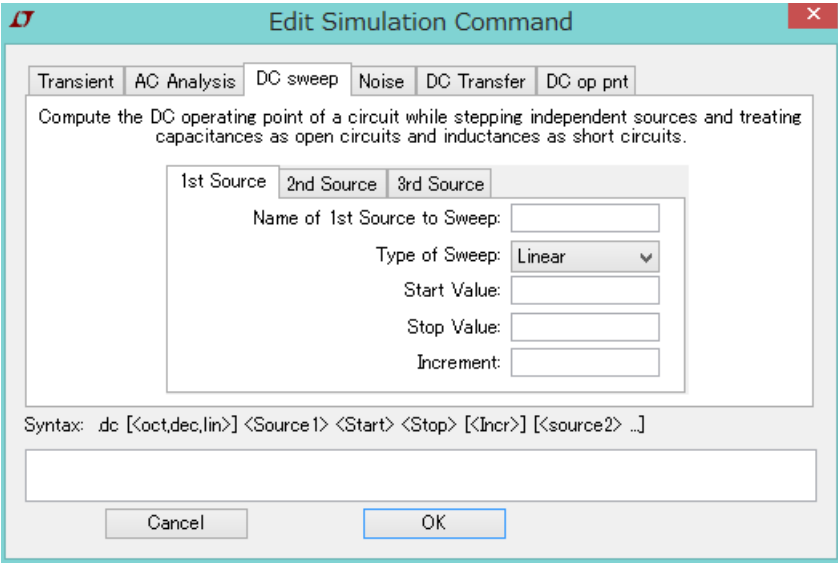 Edit Simulation Command
Transient AC Analysis DC sweep Noise DC Transfer DC op pnt
Compute the DC operating point of a circuit while stepping independent sources and treating
capacitances as open circuits and inductances as short circuits.
1st Source 2nd Source 3rd Source
Name of 1st Source to Sweep:
Type of Sweep: Linear
Start Value:
Stop Value:
Increment:
Syntax: .dc [<oct,dec,lin>] <Source1> <Start> <Stop> [<Incr>] [<source2> ...]
Cancel OK